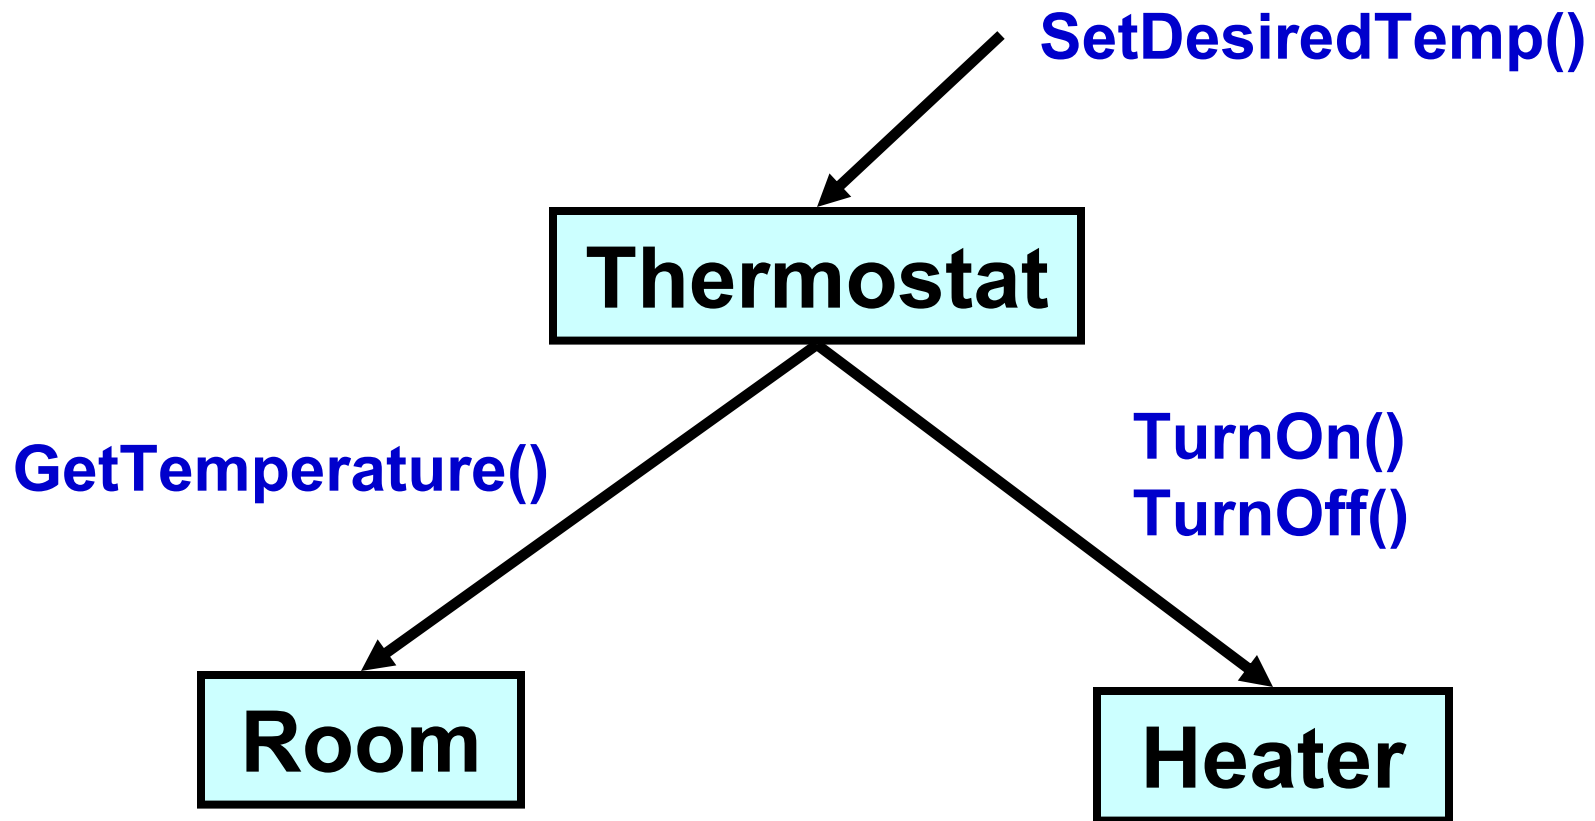 SetDesiredTemp()
Thermostat
GetTemperature()
TurnOn()
TurnOff()
Room
Heater